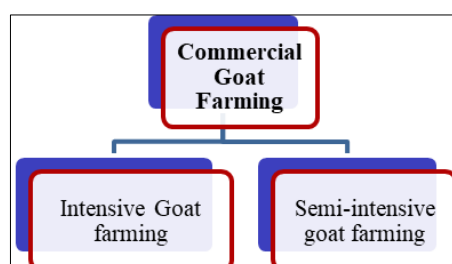 Commercial
Goat
Farming
Intensive Goat
farming
Semi-intensive
goat farming